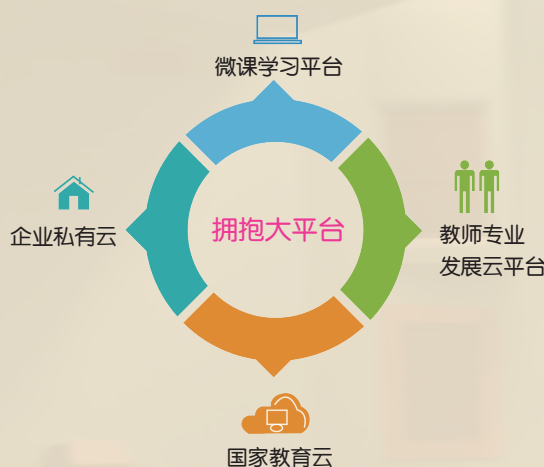 微课学习平台
拥抱大平台
企业私有云
教师专业
发展云平台
国家教育云